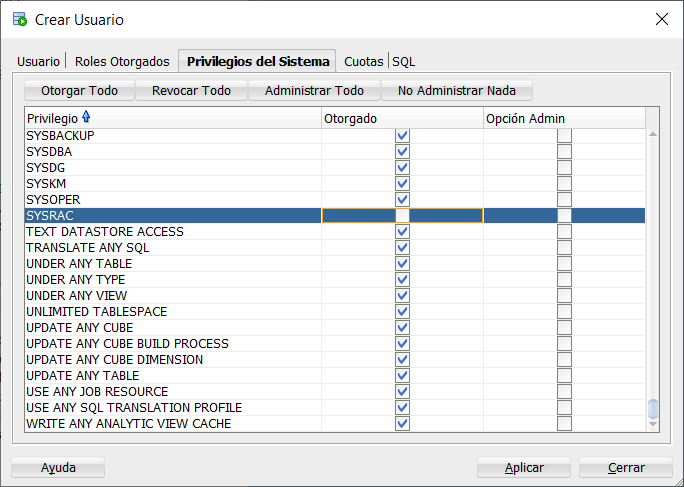 Crear Usuario
Usuario Roles Otorgados Privilegios del Sistema Cuotas SQL
Otorgar Todo Revocar Todo Administrar Todo No Administrar Nada
Privilegio Otorgado Opción Admin
SYSBACKUP
SYSDBA
SYSDG
SYSKM
SYSOPER
SYSRAC
TEXT DATASTORE ACCESS
TRANSLATE ANY SQL
UNDER ANY TABLE
UNDER ANY TYPE
UNDER ANY VIEW
UNLIMITED TABLESPACE
UPDATE ANY CUBE
UPDATE ANY CUBE BUILD PROCESS
UPDATE ANY CUBE DIMENSION
UPDATE ANY TABLE
USE ANY JOB RESOURCE
USE ANY SQL TRANSLATION PROFILE
WRITE ANY ANALYTIC VIEW CACHE
Ayuda Aplicar Cerrar